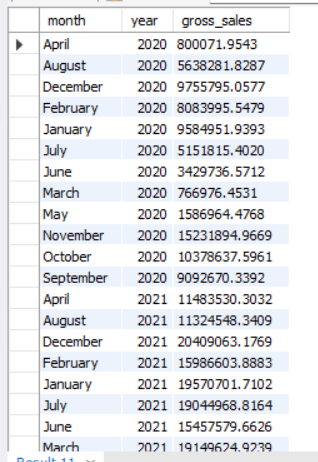 month year gross_sales
April 2020 800071.9543
August 2020 5638281.8287
December 2020 9755795.0577
February 2020 8083995.5479
January 2020 9584951.9393
July 2020 5151815.4020
June 2020 3429736.5712
March 2020 766976.4531
May 2020 1586964.4768
November 2020 15231894.9669
October 2020 10378637.5961
September 2020 9092670.3392
April 2021 11483530.3032
August 2021 11324548.3409
December 2021 20409063.1769
February 2021 15986603.8883
January 2021 19570701.7102
July 2021 19044968.8164
June 2021 15457579.6626
March 2021 19149624.9239
Result 11